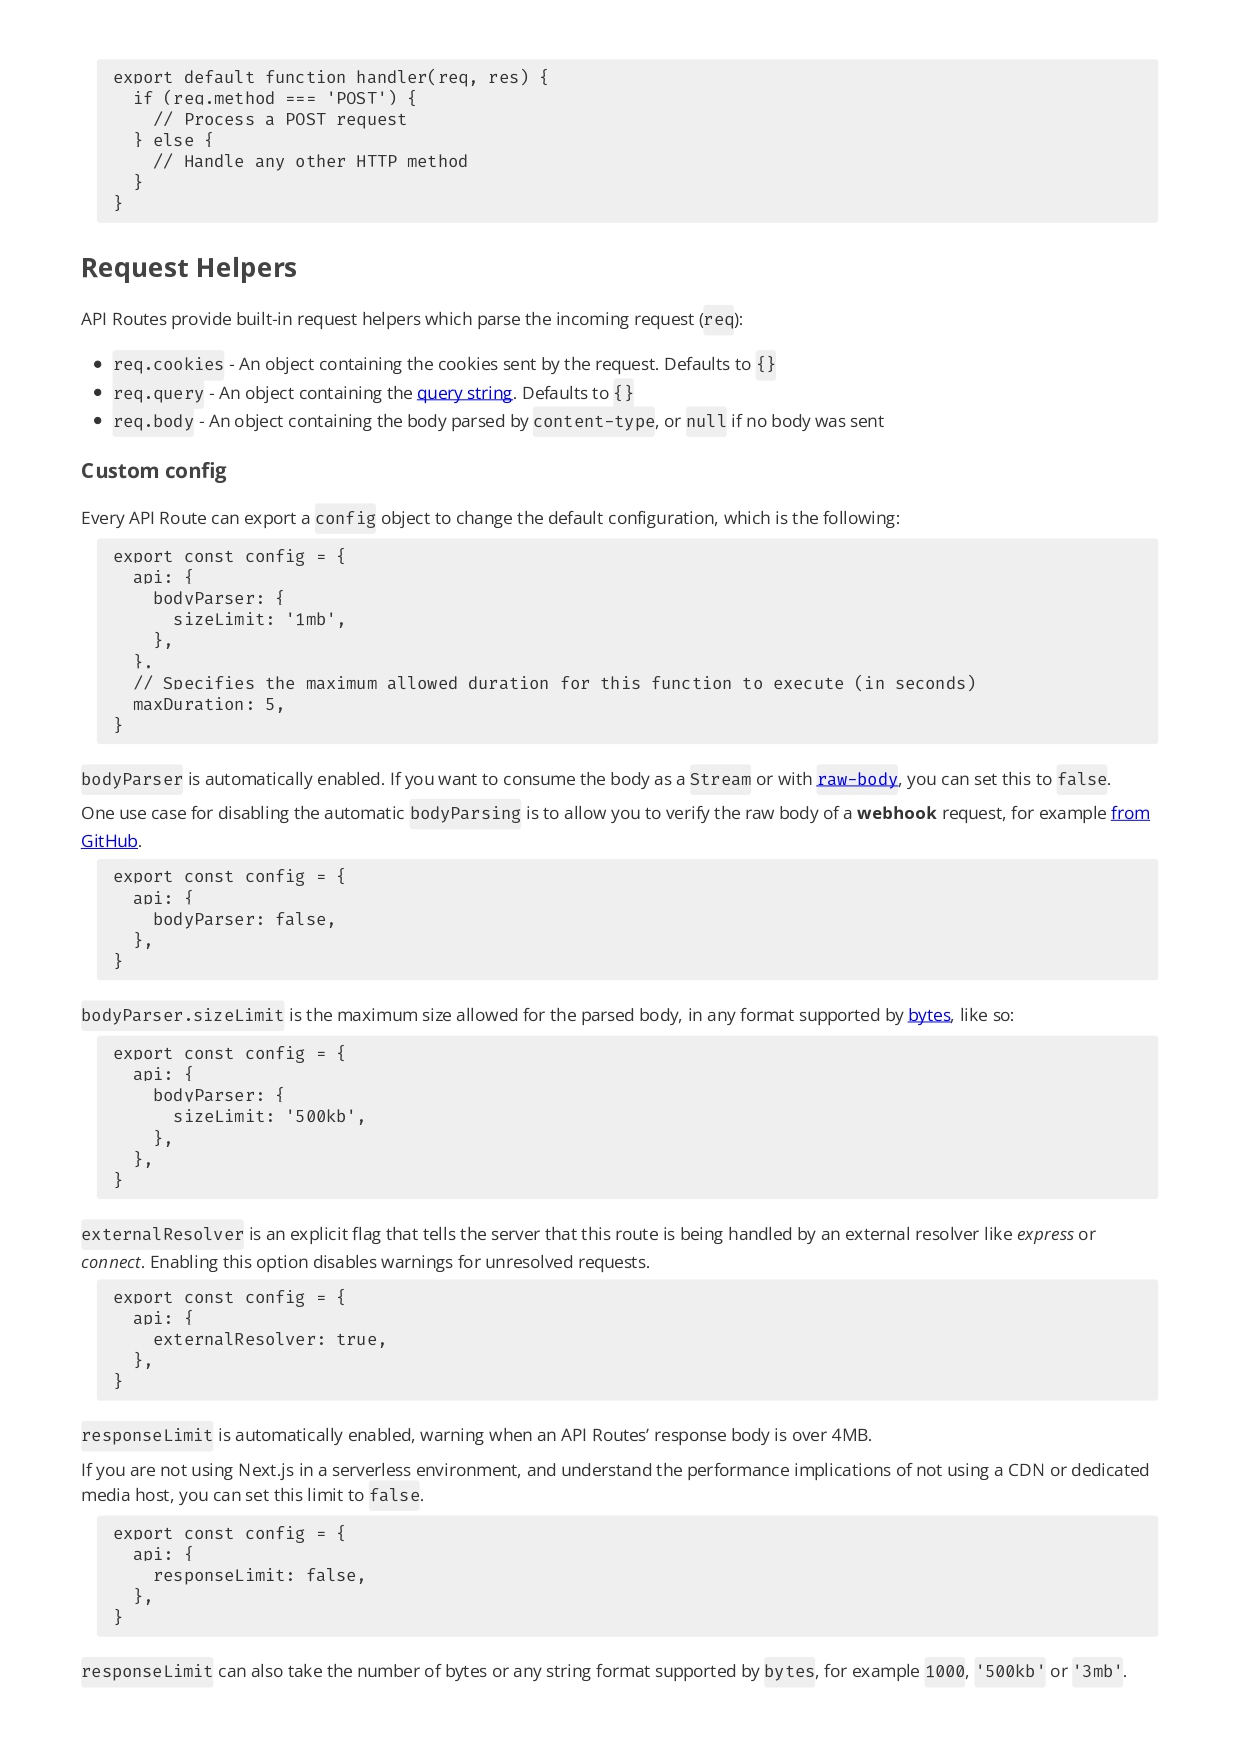 export default function handler(req, res) {
  if (req.method === 'POST') {
    // Process a POST request
  } else {
    // Handle any other HTTP method
  }
}
Request Helpers
API Routes provide built-in request helpers which parse the incoming request (req):
• req.cookies - An object containing the cookies sent by the request. Defaults to {}
• req.query - An object containing the query string. Defaults to {}
• req.body - An object containing the body parsed by content-type, or null if no body was sent
Custom config
Every API Route can export a config object to change the default configuration, which is the following:
export const config = {
  api: {
    bodyParser: {
      sizeLimit: '1mb',
    },
  },
  // Specifies the maximum allowed duration for this function to execute (in seconds)
  maxDuration: 5,
}
bodyParser is automatically enabled. If you want to consume the body as a Stream or with raw-body, you can set this to false.
One use case for disabling the automatic bodyParsing is to allow you to verify the raw body of a webhook request, for example from
GitHub.
export const config = {
  api: {
    bodyParser: false,
  },
}
bodyParser.sizeLimit is the maximum size allowed for the parsed body, in any format supported by bytes, like so:
export const config = {
  api: {
    bodyParser: {
      sizeLimit: '500kb',
    },
  },
}
externalResolver is an explicit flag that tells the server that this route is being handled by an external resolver like express or
connect. Enabling this option disables warnings for unresolved requests.
export const config = {
  api: {
    externalResolver: true,
  },
}
responseLimit is automatically enabled, warning when an API Routes’ response body is over 4MB.
If you are not using Next.js in a serverless environment, and understand the performance implications of not using a CDN or dedicated
media host, you can set this limit to false.
export const config = {
  api: {
    responseLimit: false,
  },
}
responseLimit can also take the number of bytes or any string format supported by bytes, for example 1000, '500kb' or '3mb'.